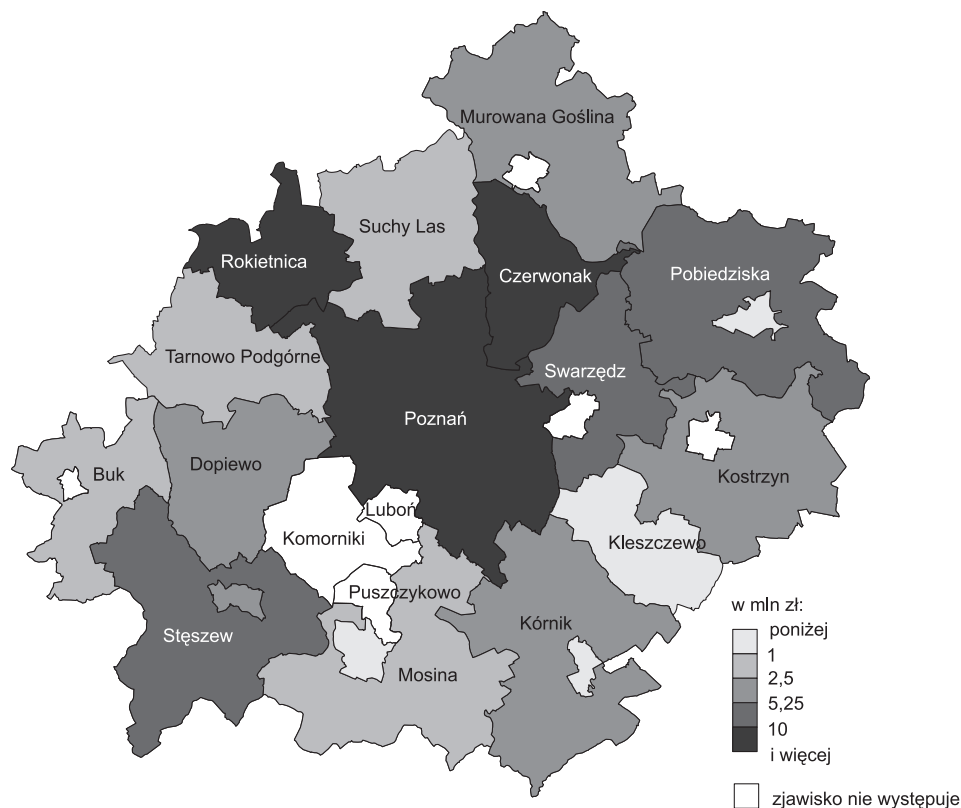 Murowana Goślina
Suchy Las
Rokietnica
Czerwonak
Pobiedziska
Tarnowo Podgórne
Swarzędz
Poznań
Buk
Dopiewo
Kostrzyn
Luboń
Komorniki
Kleszczewo
Puszczykowo
Kórnik
Stęszew
Mosina
w mln zł:
poniżej
1
2,5
5,25
10
i więcej
zjawisko nie występuje